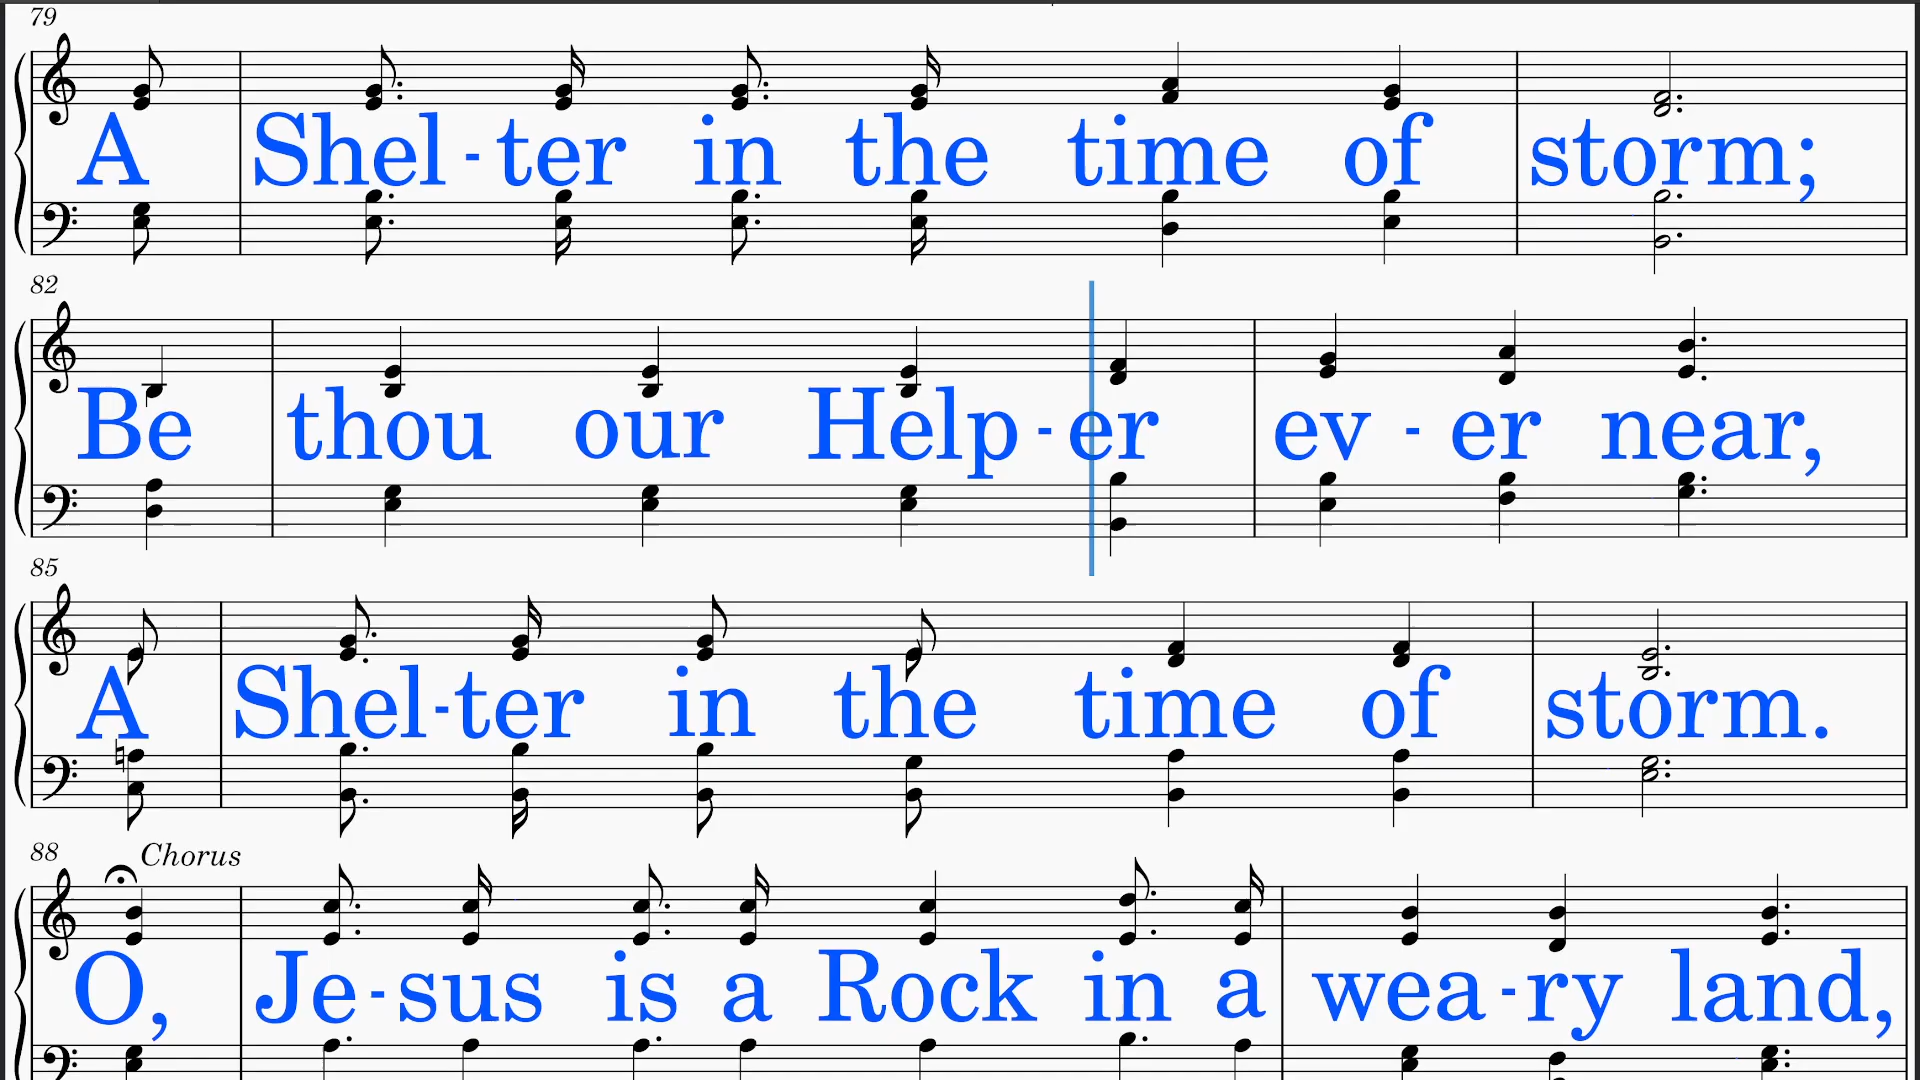 79
A Shel - ter in the time of storm;
82
Be thou our Help - er ev - er near,
85
A Shel - ter in the time of storm.
88 Chorus
O, Je - sus is a Rock in a wea - ry land,